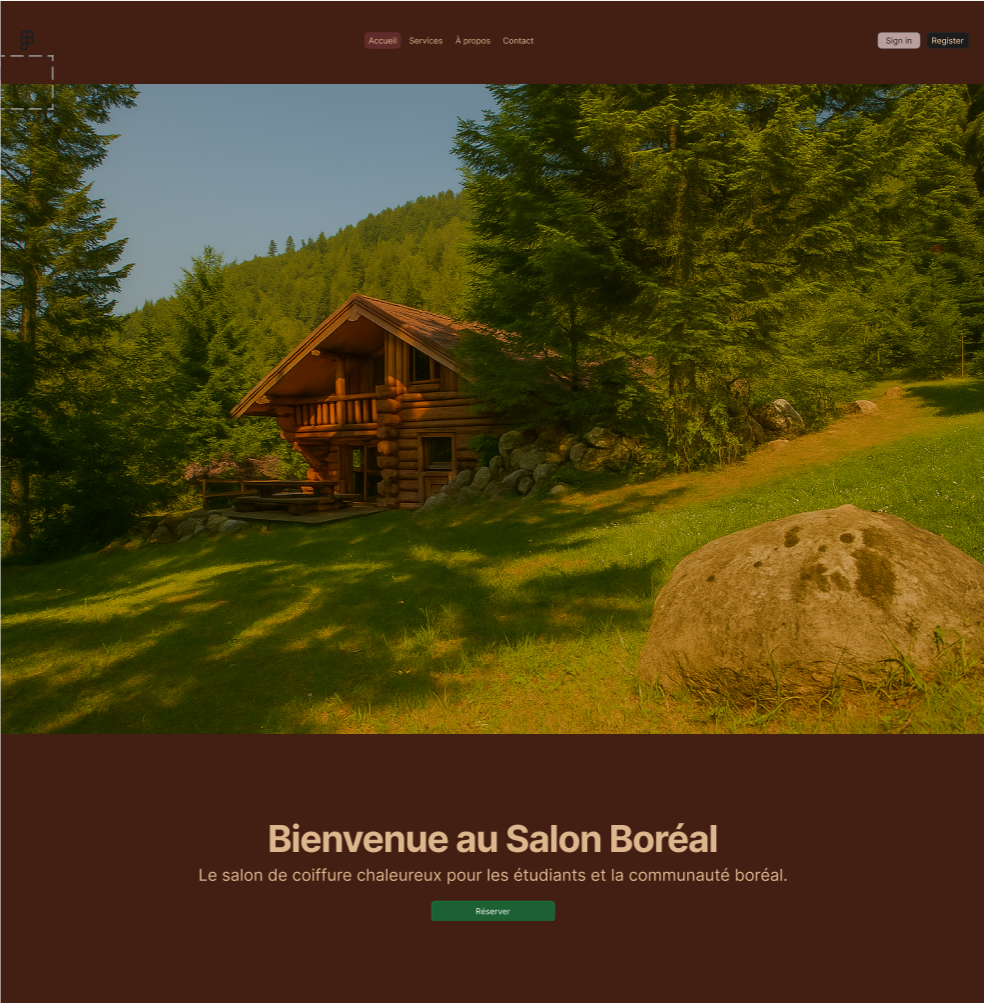 Accueil Services À propos Contact Sign in Register
Bienvenue au Salon Boréal
Le salon de coiffure chaleureux pour les étudiants et la communauté boréal.
Réserver